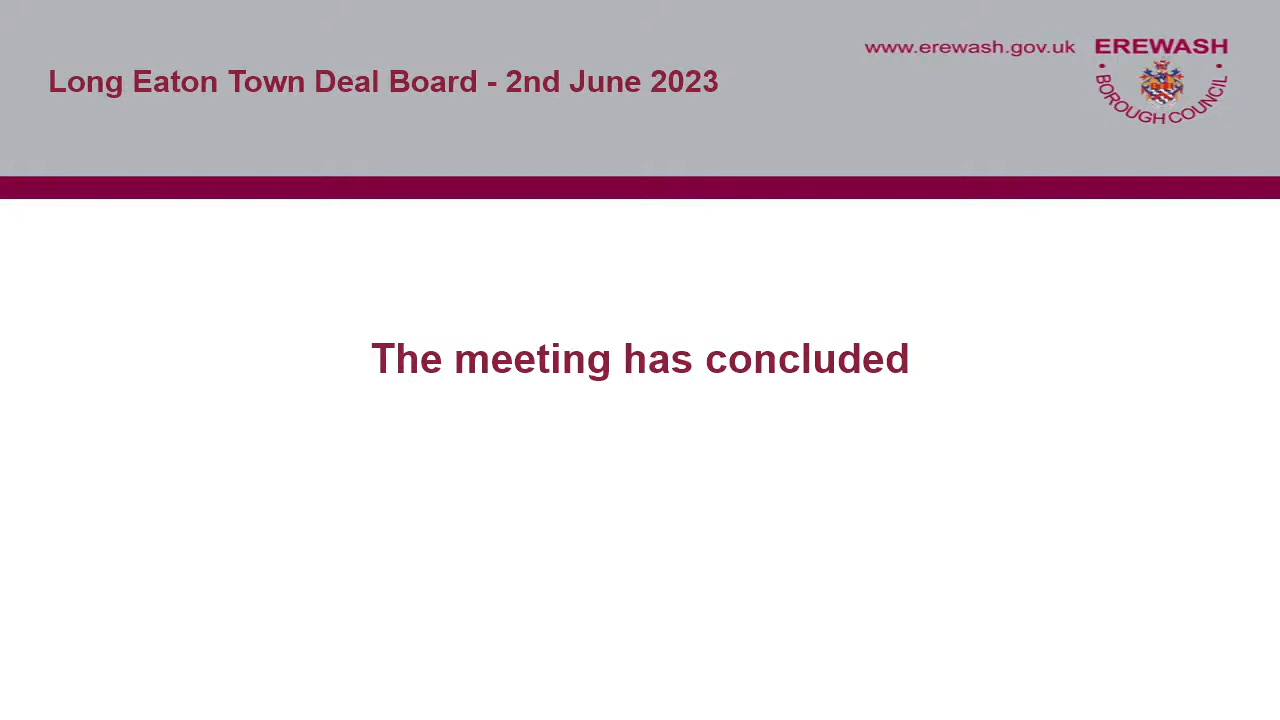 www.erewash.gov.uk
EREWASH
Long Eaton Town Deal Board - 2nd June 2023
• BOROUGH COUNCIL •
The meeting has concluded